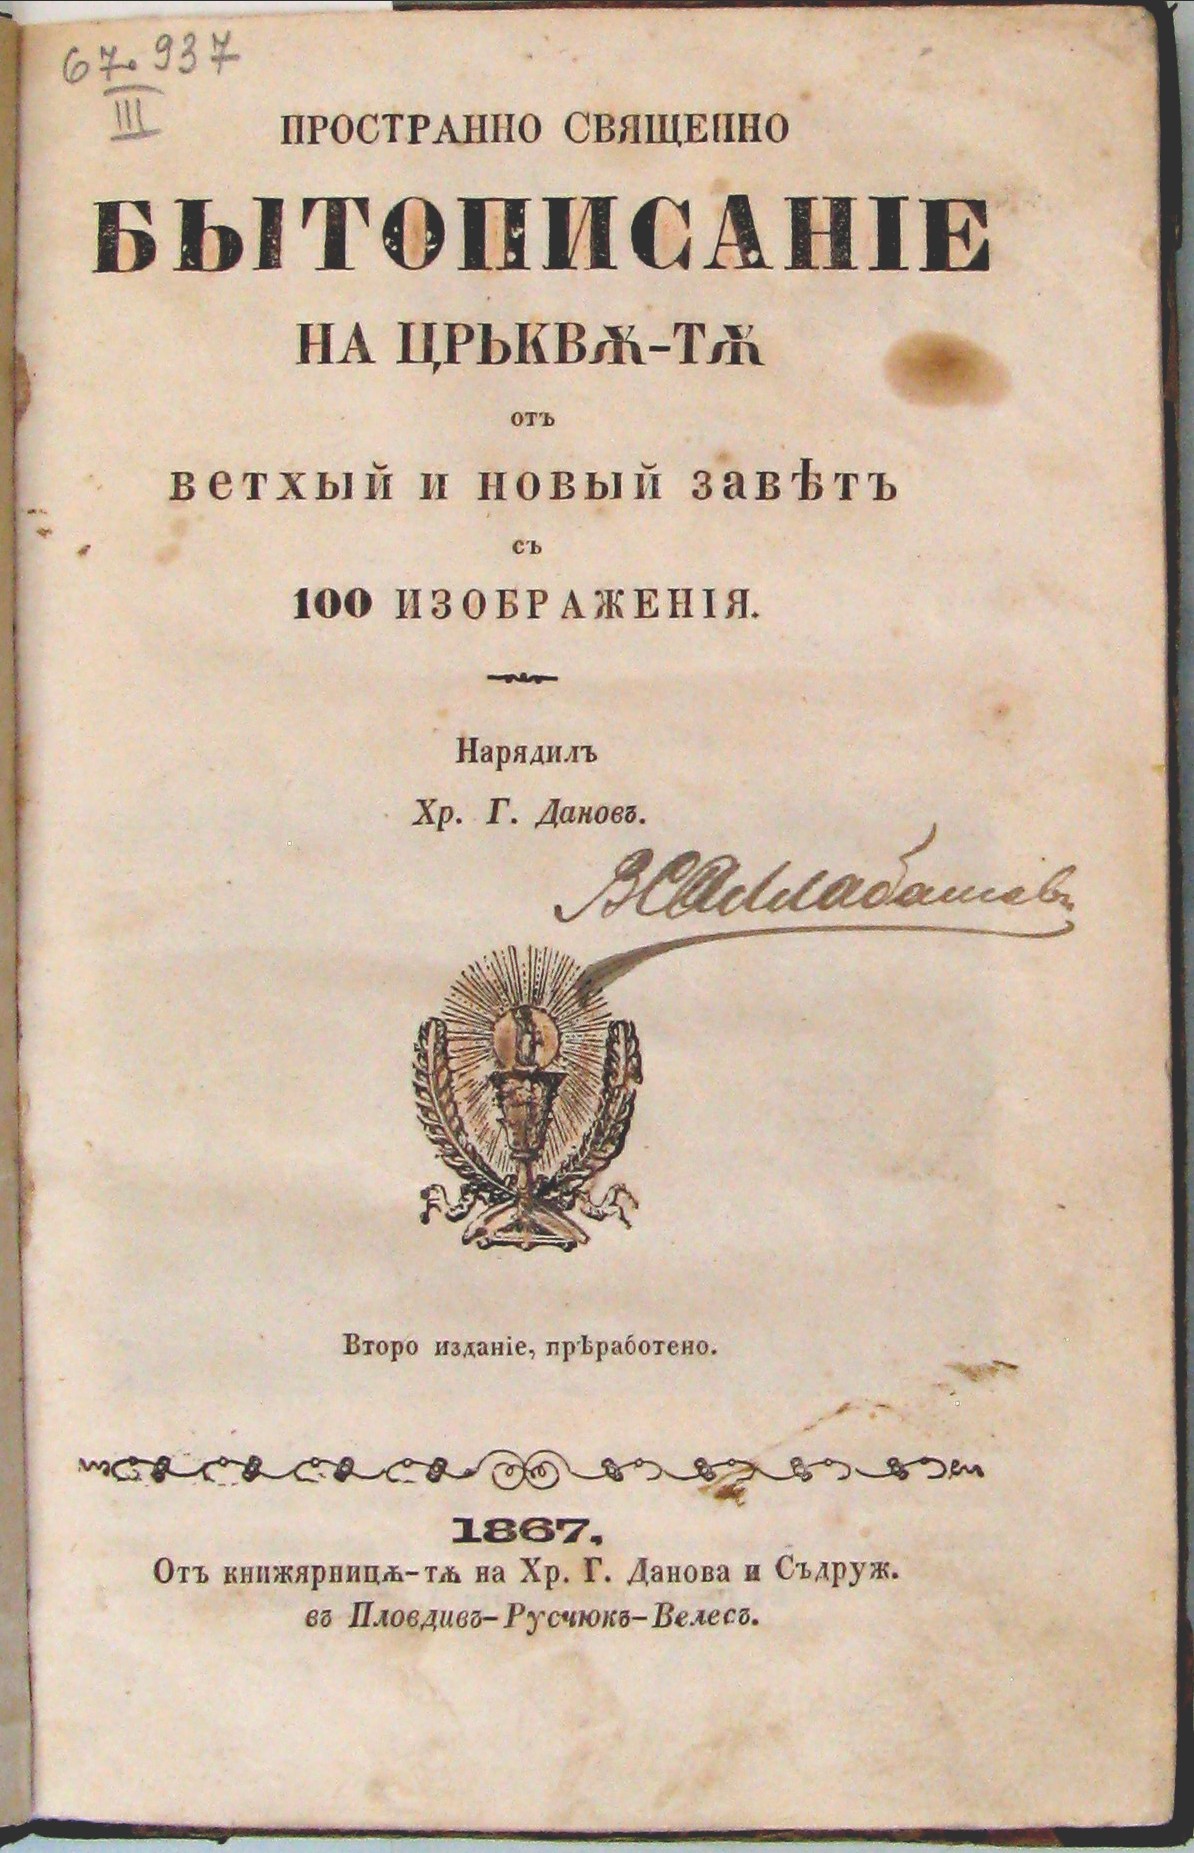 67.937
III
ПРОСТРАННО СВЯЩЕННО
БЫТОПИСАНІЕ
НА ЦРЬКВѪ-ТѪ
отъ
ветхый и новый завѣтъ
съ
100 ИЗОБРАЖЕНІЯ.
Нарядилъ
Хр. Г. Дановъ.
Второ изданіе, прѣработено.
1867,
Отъ книжярницѫ-тѫ на Хр. Г. Данова и Съдруж.
въ Пловдивъ-Русчюкъ-Велесъ.